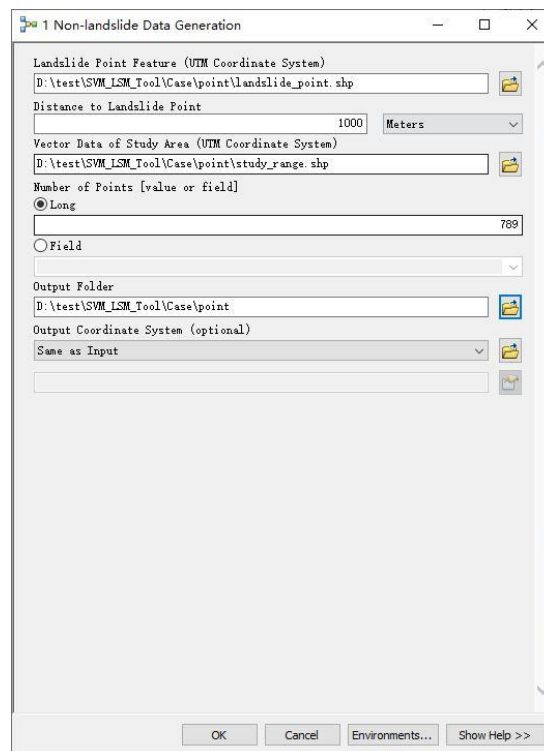 1 Non-landslide Data Generation
Landslide Point Feature (UTM Coordinate System)
D:\test\SVM_LSM_Tool\Case\point\landslide_point.shp
Distance to Landslide Point
1000 Meters
Vector Data of Study Area (UTM Coordinate System)
D:\test\SVM_LSM_Tool\Case\point\study_range.shp
Number of Points [value or field]
Long
789
Field
Output Folder
D:\test\SVM_LSM_Tool\Case\point
Output Coordinate System (optional)
Same as Input
OK Cancel Environments... Show Help >>